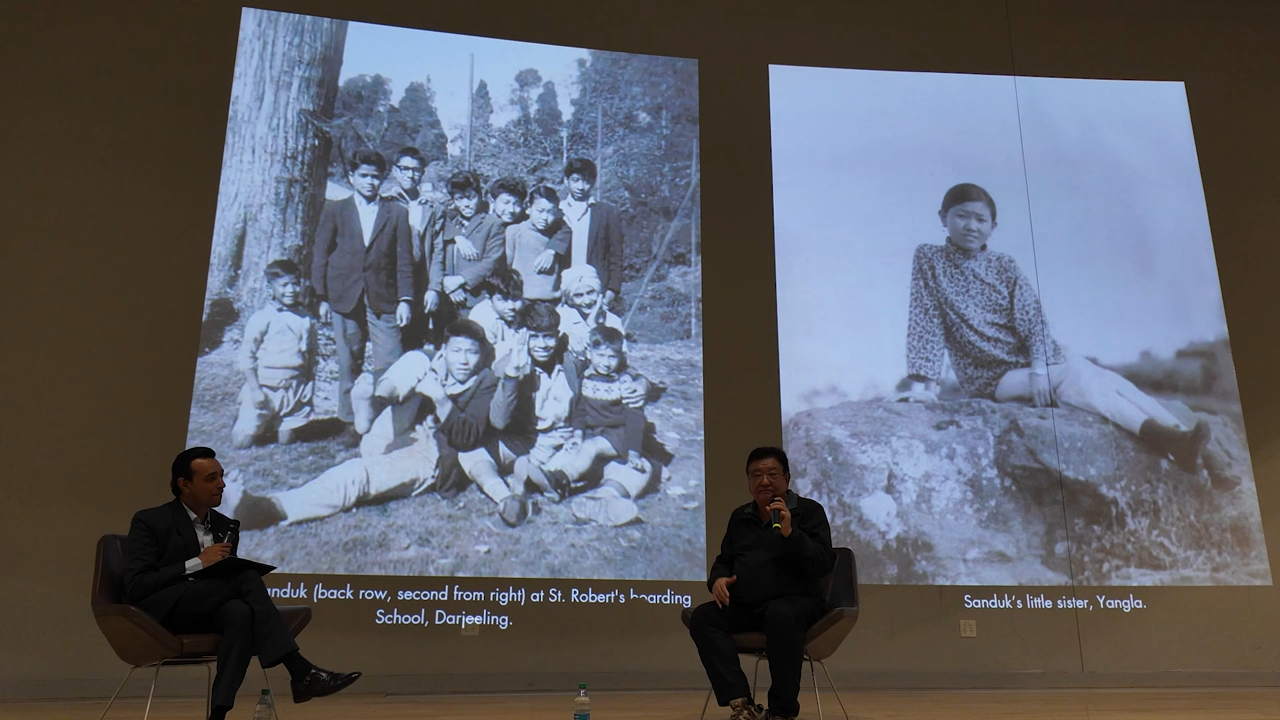 anduk (back row, second from right) at St. Robert's boarding
School, Darjeeling.
Sanduk's little sister, Yangla.